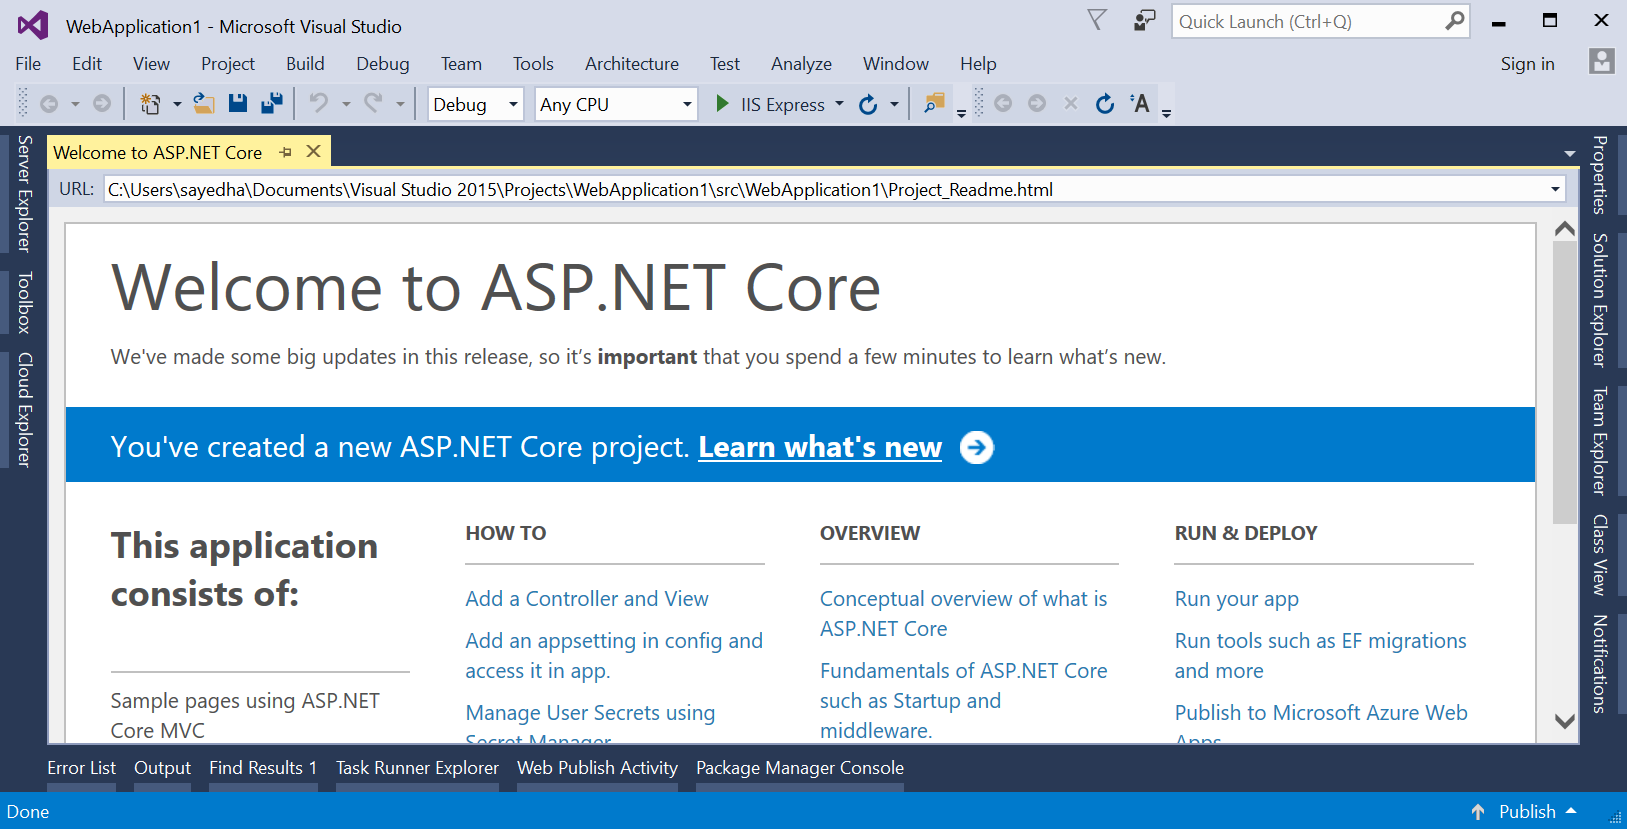 WebApplication1 - Microsoft Visual Studio
Quick Launch (Ctrl+Q)
File Edit View Project Build Debug Team Tools Architecture Test Analyze Window Help Sign in
Debug Any CPU IIS Express A
Server Explorer
Toolbox
Cloud Explorer
Welcome to ASP.NET Core
URL: C:\Users\sayedha\Documents\Visual Studio 2015\Projects\WebApplication1\src\WebApplication1\Project_Readme.html
Welcome to ASP.NET Core
We've made some big updates in this release, so it’s important that you spend a few minutes to learn what’s new.
You've created a new ASP.NET Core project. Learn what's new
This application
consists of:
Sample pages using ASP.NET
Core MVC
HOW TO
Add a Controller and View
Add an appsetting in config and
access it in app.
Manage User Secrets using
Secret Manager
OVERVIEW
Conceptual overview of what is
ASP.NET Core
Fundamentals of ASP.NET Core
such as Startup and
middleware.
RUN & DEPLOY
Run your app
Run tools such as EF migrations
and more
Publish to Microsoft Azure Web
Apps
Properties
Solution Explorer
Team Explorer
Class View
Notifications
Error List Output Find Results 1 Task Runner Explorer Web Publish Activity Package Manager Console
Done Publish